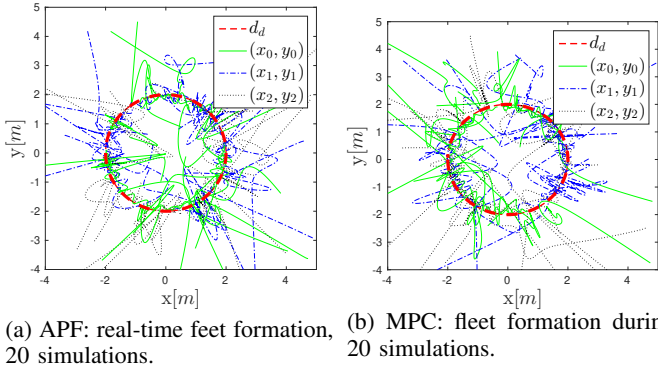 5
4
3
2
1
0
-1
-2
-3
-4
y[m]
-4 -2 0 2 4
x[m]
d_d
(x_0, y_0)
(x_1, y_1)
(x_2, y_2)
(a) APF: real-time feet formation,
20 simulations.
5
4
3
2
1
0
-1
-2
-3
-4
y[m]
-4 -2 0 2 4
x[m]
d_d
(x_0, y_0)
(x_1, y_1)
(x_2, y_2)
(b) MPC: fleet formation durin
20 simulations.